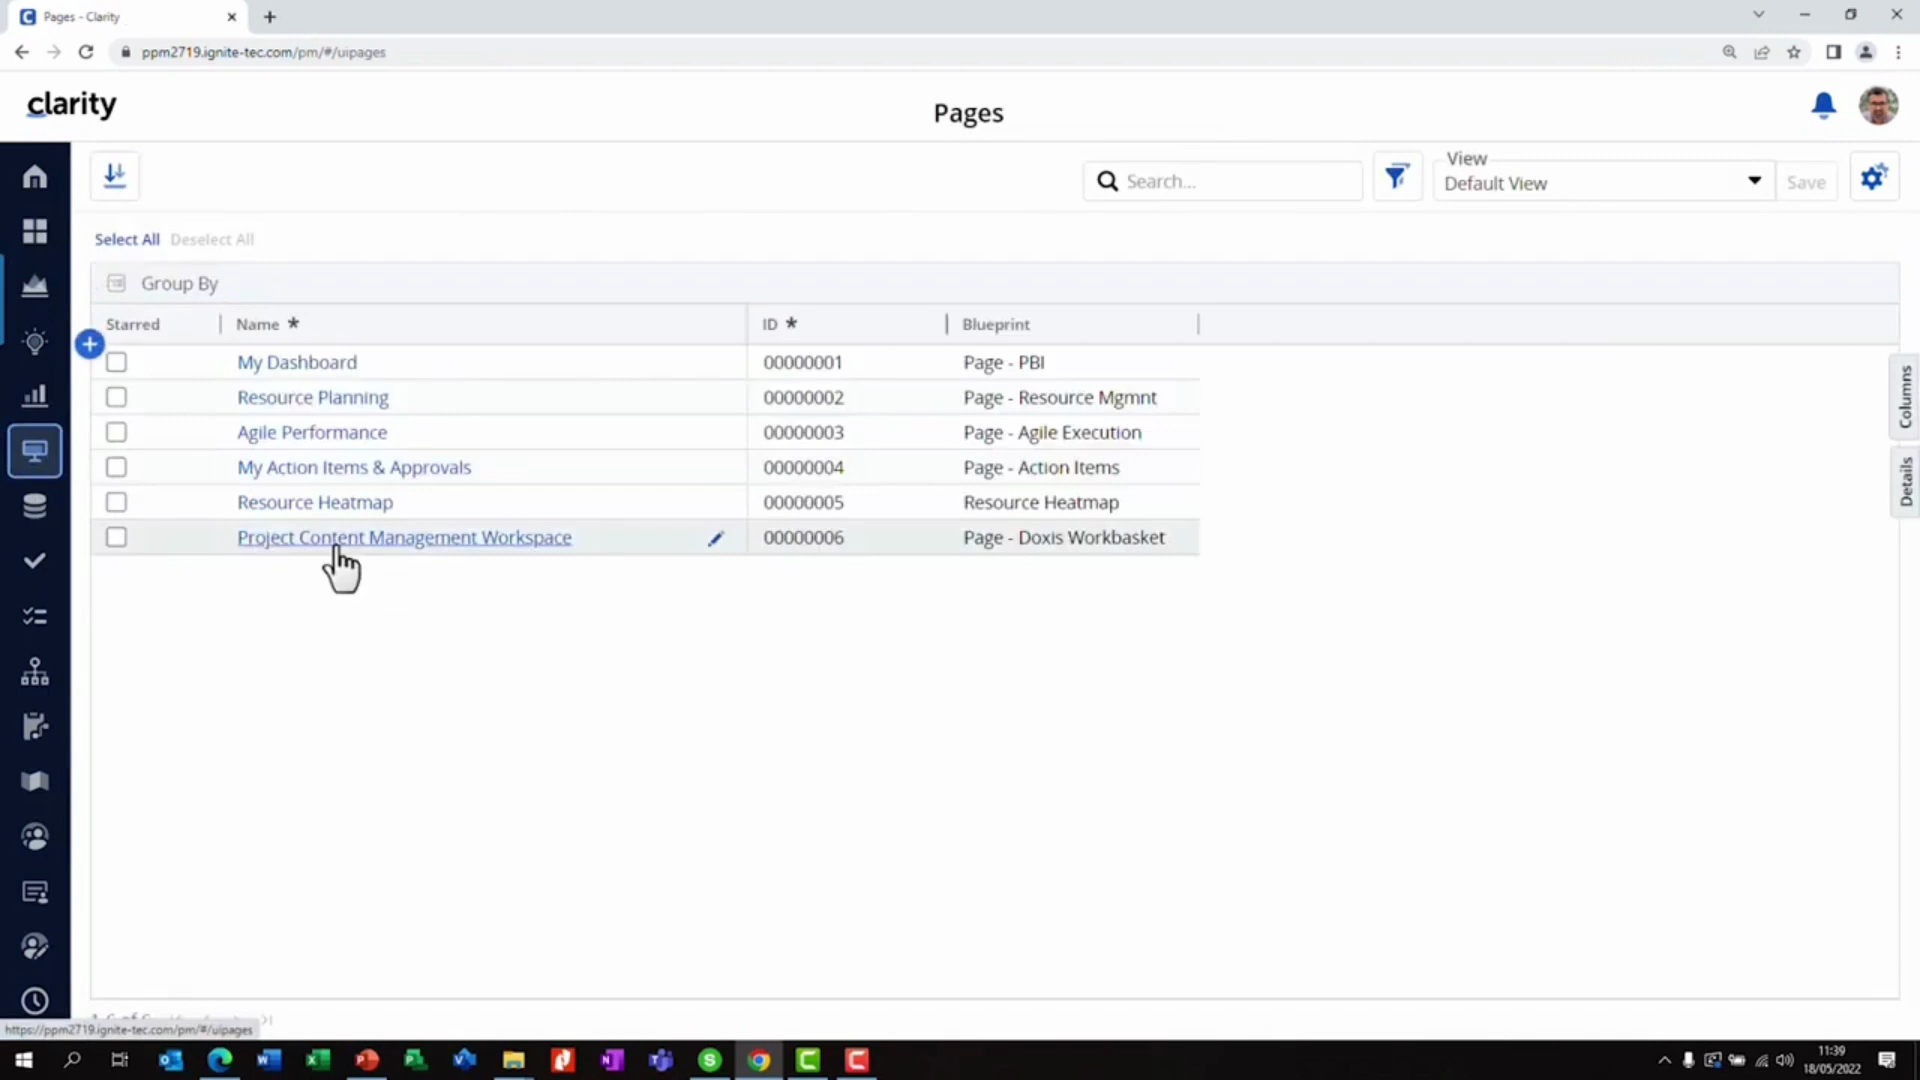 Pages - Clarity
ppm2719.ignite-tec.com/pm/#/uipages
clarity
Pages
Search...
View
Default View
Save
Select All Deselect All
Group By
Starred Name * ID * Blueprint
My Dashboard 00000001 Page - PBI
Resource Planning 00000002 Page - Resource Mgmnt
Agile Performance 00000003 Page - Agile Execution
My Action Items & Approvals 00000004 Page - Action Items
Resource Heatmap 00000005 Resource Heatmap
Project Content Management Workspace 00000006 Page - Doxis Workbasket
Columns
Details
https://ppm2719.ignite-tec.com/pm/#/uipages
11:39
18/05/2022